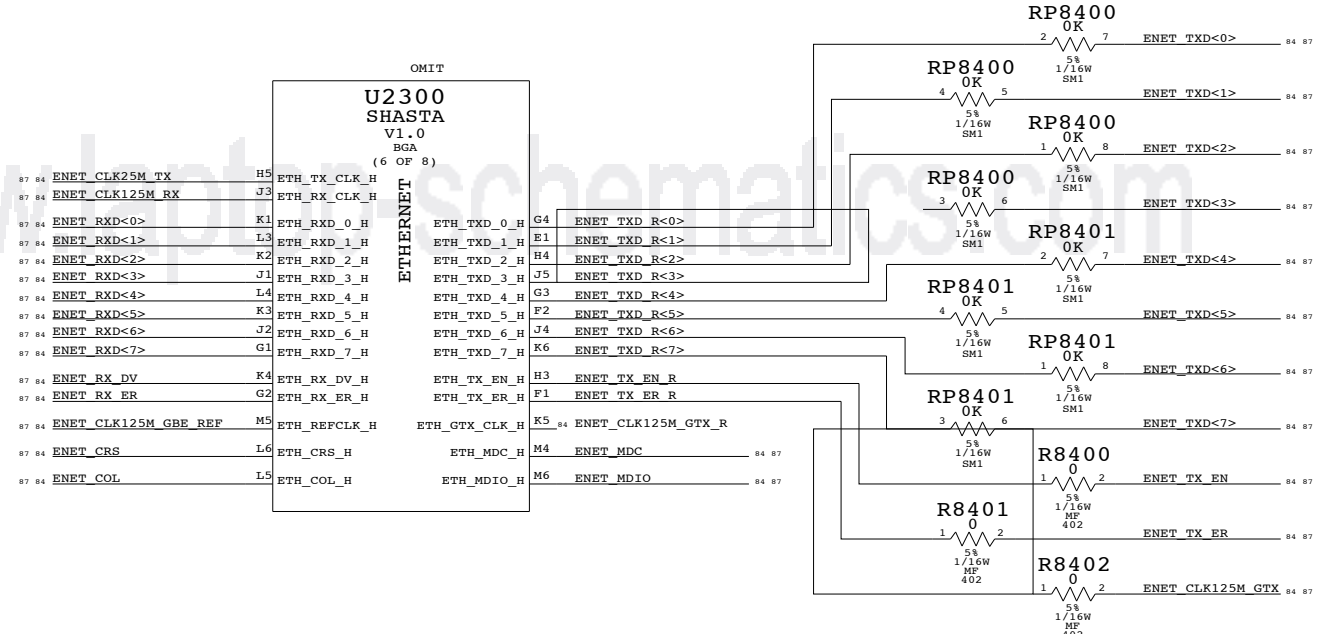 RP8400
0K
2 7 ENET_TXD<0> 84 87
5%
1/16W
SM1
RP8400
0K
4 5 ENET_TXD<1> 84 87
5%
1/16W
SM1
RP8400
0K
1 8 ENET_TXD<2> 84 87
5%
1/16W
SM1
RP8400
0K
3 6 ENET_TXD<3> 84 87
5%
1/16W
SM1
RP8401
0K
2 7 ENET_TXD<4> 84 87
5%
1/16W
SM1
RP8401
0K
4 5 ENET_TXD<5> 84 87
5%
1/16W
SM1
RP8401
0K
1 8 ENET_TXD<6> 84 87
5%
1/16W
SM1
RP8401
0K
3 6 ENET_TXD<7> 84 87
5%
1/16W
SM1
R8400
0
1 2 ENET_TX_EN 84 87
5%
1/16W
MF
402
R8401
0
1 2 ENET_TX_ER 84 87
5%
1/16W
MF
402
R8402
0
1 2 ENET_CLK125M_GTX 84 87
5%
1/16W
MF
402
OMIT
U2300
SHASTA
V1.0
BGA
(6 OF 8)
ETHERNET
87 84 ENET_CLK25M_TX H5 ETH_TX_CLK_H
87 84 ENET_CLK125M_RX J3 ETH_RX_CLK_H
87 84 ENET_RXD<0> K1 ETH_RXD_0_H ETH_TXD_0_H G4 ENET_TXD_R<0>
87 84 ENET_RXD<1> L3 ETH_RXD_1_H ETH_TXD_1_H E1 ENET_TXD_R<1>
87 84 ENET_RXD<2> K2 ETH_RXD_2_H ETH_TXD_2_H H4 ENET_TXD_R<2>
87 84 ENET_RXD<3> J1 ETH_RXD_3_H ETH_TXD_3_H J5 ENET_TXD_R<3>
87 84 ENET_RXD<4> L4 ETH_RXD_4_H ETH_TXD_4_H G3 ENET_TXD_R<4>
87 84 ENET_RXD<5> K3 ETH_RXD_5_H ETH_TXD_5_H F2 ENET_TXD_R<5>
87 84 ENET_RXD<6> J2 ETH_RXD_6_H ETH_TXD_6_H J4 ENET_TXD_R<6>
87 84 ENET_RXD<7> G1 ETH_RXD_7_H ETH_TXD_7_H K6 ENET_TXD_R<7>
87 84 ENET_RX_DV K4 ETH_RX_DV_H ETH_TX_EN_H H3 ENET_TX_EN_R
87 84 ENET_RX_ER G2 ETH_RX_ER_H ETH_TX_ER_H F1 ENET_TX_ER_R
87 84 ENET_CLK125M_GBE_REF M5 ETH_REFCLK_H ETH_GTX_CLK_H K5 84 ENET_CLK125M_GTX_R
87 84 ENET_CRS L6 ETH_CRS_H ETH_MDC_H M4 ENET_MDC 84 87
87 84 ENET_COL L5 ETH_COL_H ETH_MDIO_H M6 ENET_MDIO 84 87
w.laptop-schematics.com